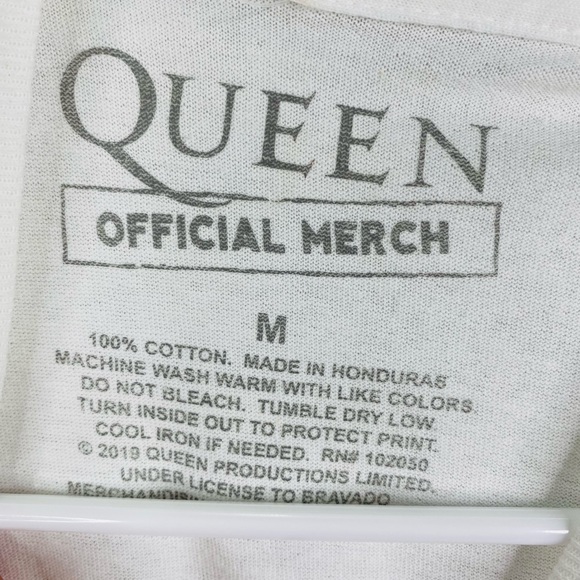 QUEEN
OFFICIAL MERCH
M
100% COTTON. MADE IN HONDURAS
MACHINE WASH WARM WITH LIKE COLORS.
DO NOT BLEACH. TUMBLE DRY LOW.
TURN INSIDE OUT TO PROTECT PRINT.
COOL IRON IF NEEDED. RN# 102050
© 2019 QUEEN PRODUCTIONS LIMITED.
UNDER LICENSE TO BRAVADO